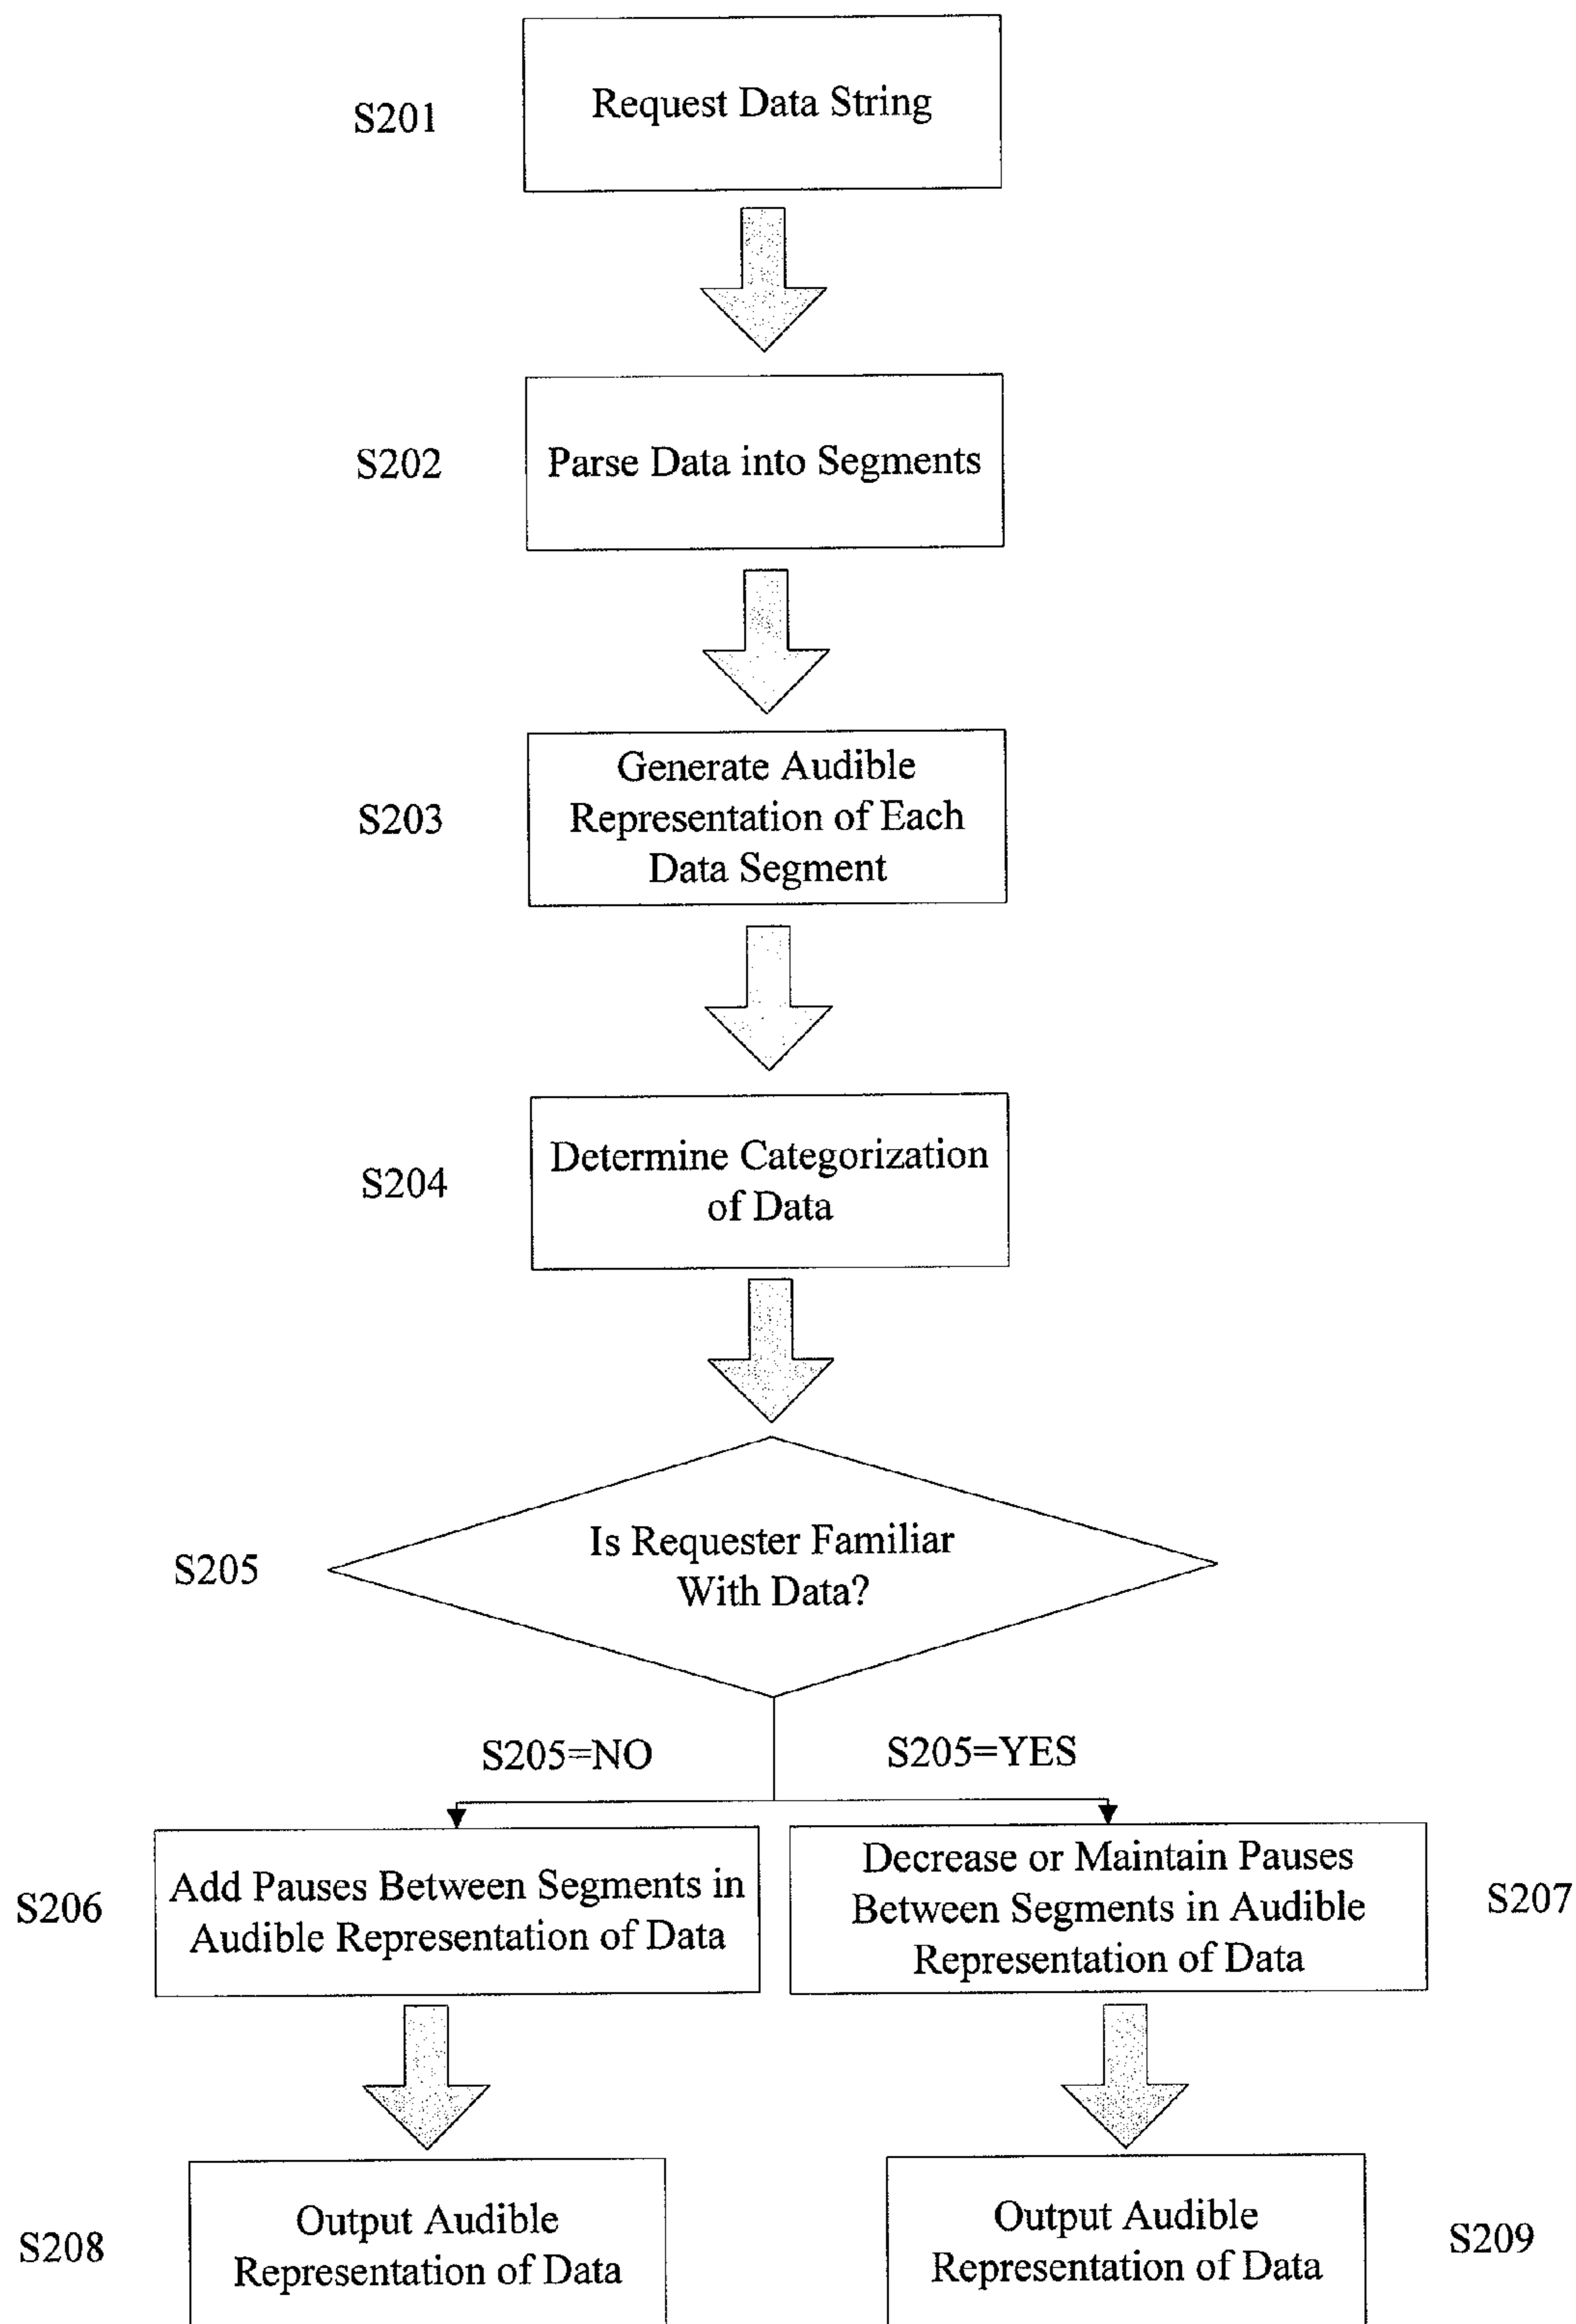 S201
Request Data String
S202
Parse Data into Segments
S203
Generate Audible
Representation of Each
Data Segment
S204
Determine Categorization
of Data
S205
Is Requester Familiar
With Data?
S205=NO
S205=YES
S206
Add Pauses Between Segments in
Audible Representation of Data
Decrease or Maintain Pauses
Between Segments in Audible
Representation of Data
S207
S208
Output Audible
Representation of Data
Output Audible
Representation of Data
S209